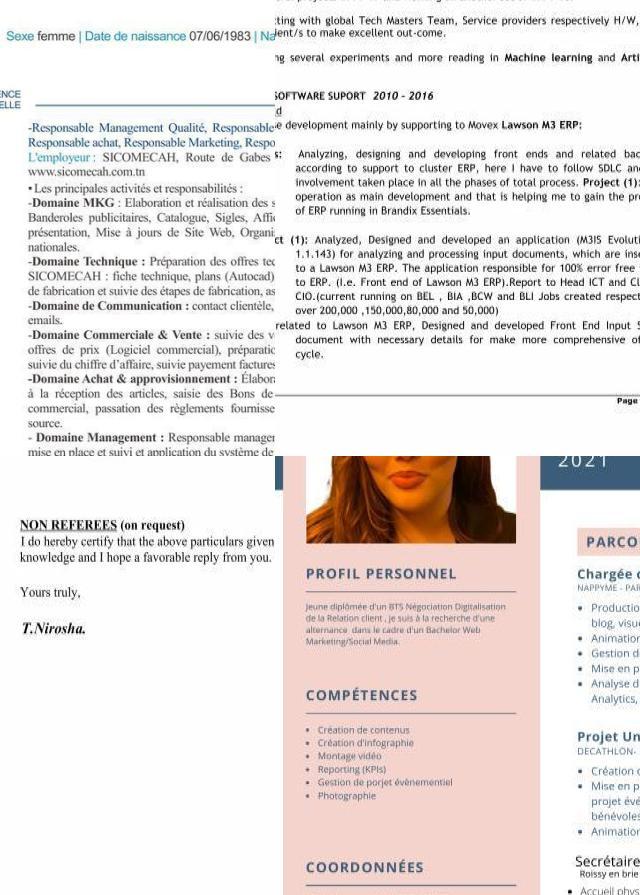 Sexe femme | Date de naissance 07/06/1983 | Na
ENCE
ELLE
-Responsable Management Qualité, Responsable
Responsable achat, Responsable Marketing, Respo
L'employeur : SICOMECAH, Route de Gabes
www.sicomecah.com.tn
• Les principales activités et responsabilités :
-Domaine MKG : Elaboration et réalisation des s
Banderoles publicitaires, Catalogue, Sigles, Affic
présentation, Mise à jours de Site Web, Organi
nationales.
-Domaine Technique : Préparation des offres tec
SICOMECAH : fiche technique, plans (Autocad)
de fabrication et suivie des étapes de fabrication, as
-Domaine de Communication : contact clientèle,
emails.
-Domaine Commerciale & Vente : suivie des v
offres de prix (Logiciel commercial), préparatio
suivie du chiffre d'affaire, suivie payement factures
-Domaine Achat & approvisionnement : Élabor
à la réception des articles, saisie des Bons de
commercial, passation des règlements fournisse
source.
- Domaine Management : Responsable manager
mise en place et suivi et application du système de
ting with global Tech Masters Team, Service providers respectively H/W,
ient/s to make excellent out-come.
ng several experiments and more reading in Machine learning and Arti
SOFTWARE SUPORT 2010 - 2016
d
e development mainly by supporting to Movex Lawson M3 ERP:
s: Analyzing, designing and developing front ends and related bac
according to support to cluster ERP, here I have to follow SDLC an
involvement taken place in all the phases of total process. Project (1):
operation as main development and that is helping me to gain the pro
of ERP running in Brandix Essentials.
ct (1): Analyzed, Designed and developed an application (M3IS Evoluti
1.1.143) for analyzing and processing input documents, which are inse
to a Lawson M3 ERP. The application responsible for 100% error free
to ERP. (I.e. Front end of Lawson M3 ERP).Report to Head ICT and Cl
CIO.(current running on BEL , BIA ,BCW and BLI Jobs created respect
over 200,000 ,150,000,80,000 and 50,000)
related to Lawson M3 ERP, Designed and developed Front End Input S
document with necessary details for make more comprehensive of
cycle.
Page
NON REFEREES (on request)
I do hereby certify that the above particulars given
knowledge and I hope a favorable reply from you.
Yours truly,
T.Nirosha.
PROFIL PERSONNEL
Jeune diplômée d'un BTS Négociation Digitalisation
de la Relation client , je suis à la recherche d'une
alternance dans le cadre d'un Bachelor Web
Marketing/Social Media.
COMPÉTENCES
• Création de contenus
• Création d'infographie
• Montage vidéo
• Reporting (KPIs)
• Gestion de porjet évènementiel
• Photographie
COORDONNÉES
2021
PARCO
Chargée d
NAPPYME - PAR
• Productio
blog, visue
• Animation
• Gestion d
• Mise en p
• Analyse d
Analytics,
Projet Un
DECATHLON-
• Création d
• Mise en p
projet évé
bénévoles
• Animation
Secrétaire
Roissy en brie
• Accueil phys